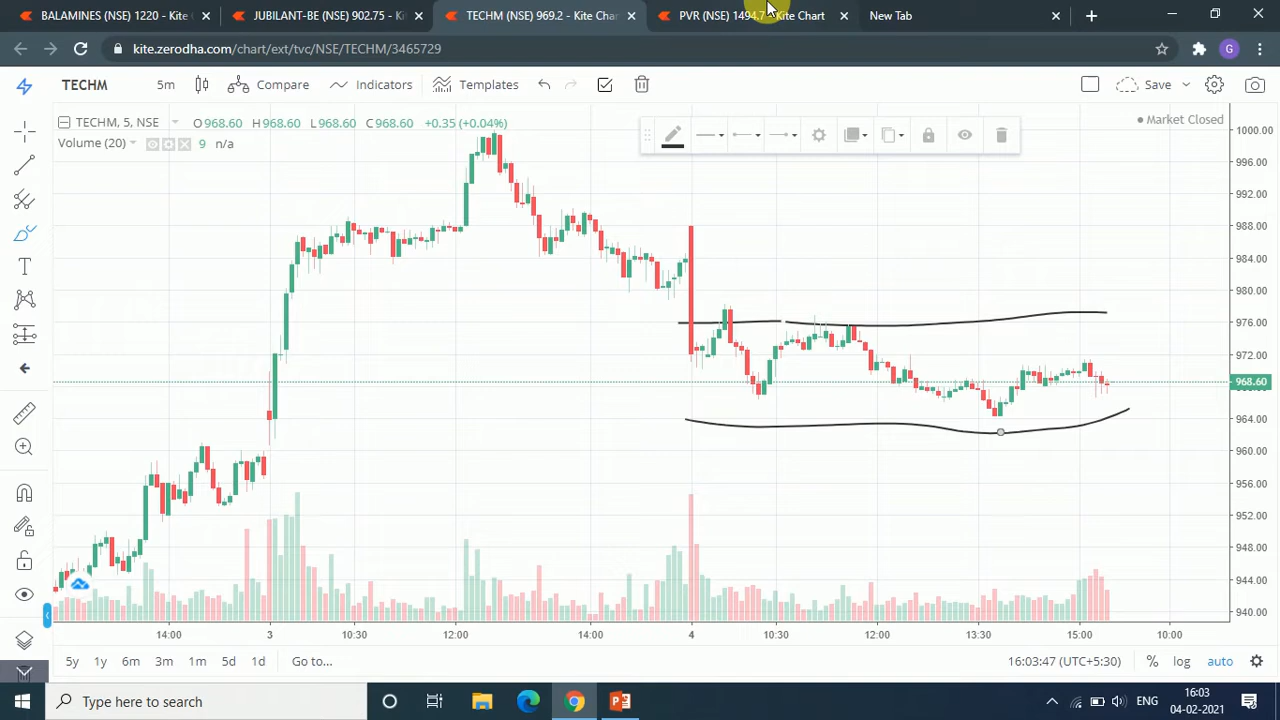 BALAMINES (NSE) 1220 - Kite C
JUBILANT-BE (NSE) 902.75 - Kit
TECHM (NSE) 969.2 - Kite Char
PVR (NSE) 1494.7 - Kite Chart
New Tab
kite.zerodha.com/chart/ext/tvc/NSE/TECHM/3465729
G
TECHM
5m
Compare
Indicators
Templates
Save
TECHM, 5, NSE
O968.60 H968.60 L968.60 C968.60 +0.35 (+0.04%)
Market Closed
Volume (20)
9 n/a
1000.00
996.00
992.00
988.00
984.00
980.00
976.00
972.00
968.60
964.00
960.00
956.00
952.00
948.00
944.00
940.00
14:00 3 10:30 12:00 14:00 4 10:30 12:00 13:30 15:00 10:00
5y 1y 6m 3m 1m 5d 1d Go to...
16:03:47 (UTC+5:30) % log auto
Type here to search
ENG
16:03
04-02-2021